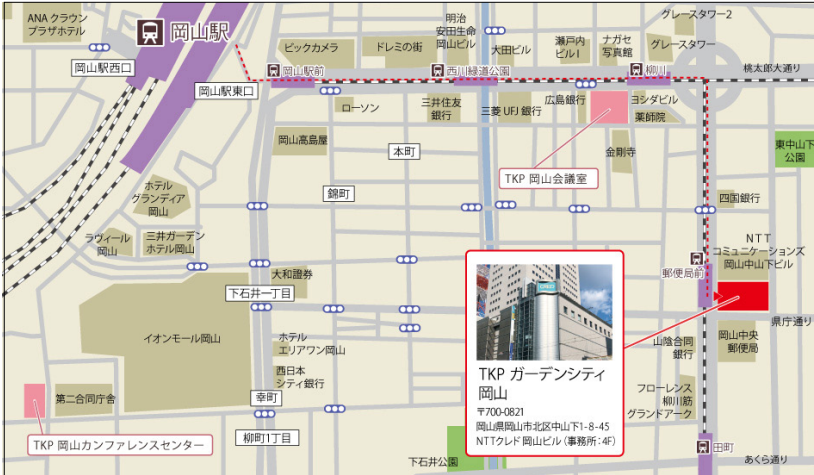 ANA クラウン
プラザホテル
岡山駅
岡山駅西口
岡山駅東口
ビックカメラ
ドレミの街
明治
安田生命
岡山ビル
大田ビル
瀬戸内
ビル I
ナガセ
写真館
グレースタワー2
グレースタワー
岡山駅前
西川緑道公園
柳川
桃太郎大通り
ローソン
三井住友
銀行
三菱 UFJ 銀行
広島銀行
ヨシダビル
薬師院
岡山高島屋
本町
金剛寺
東中山下
公園
TKP 岡山会議室
錦町
ホテル
グランディア
岡山
四国銀行
ラヴィール
岡山
三井ガーデン
ホテル岡山
NTT
コミュニケーションズ
岡山中山下ビル
郵便局前
大和證券
下石井一丁目
県庁通り
イオンモール岡山
ホテル
エリアワン岡山
山陰合同
銀行
岡山中央
郵便局
西日本
シティ銀行
TKP ガーデンシティ
岡山
〒700-0821
岡山県岡山市北区中山下1-8-45
NTTクレド岡山ビル（事務所：4F）
フローレンス
柳川筋
グランドアーク
第二合同庁舎
幸町
柳町1丁目
TKP 岡山カンファレンスセンター
田町
下石井公園
あくら通り